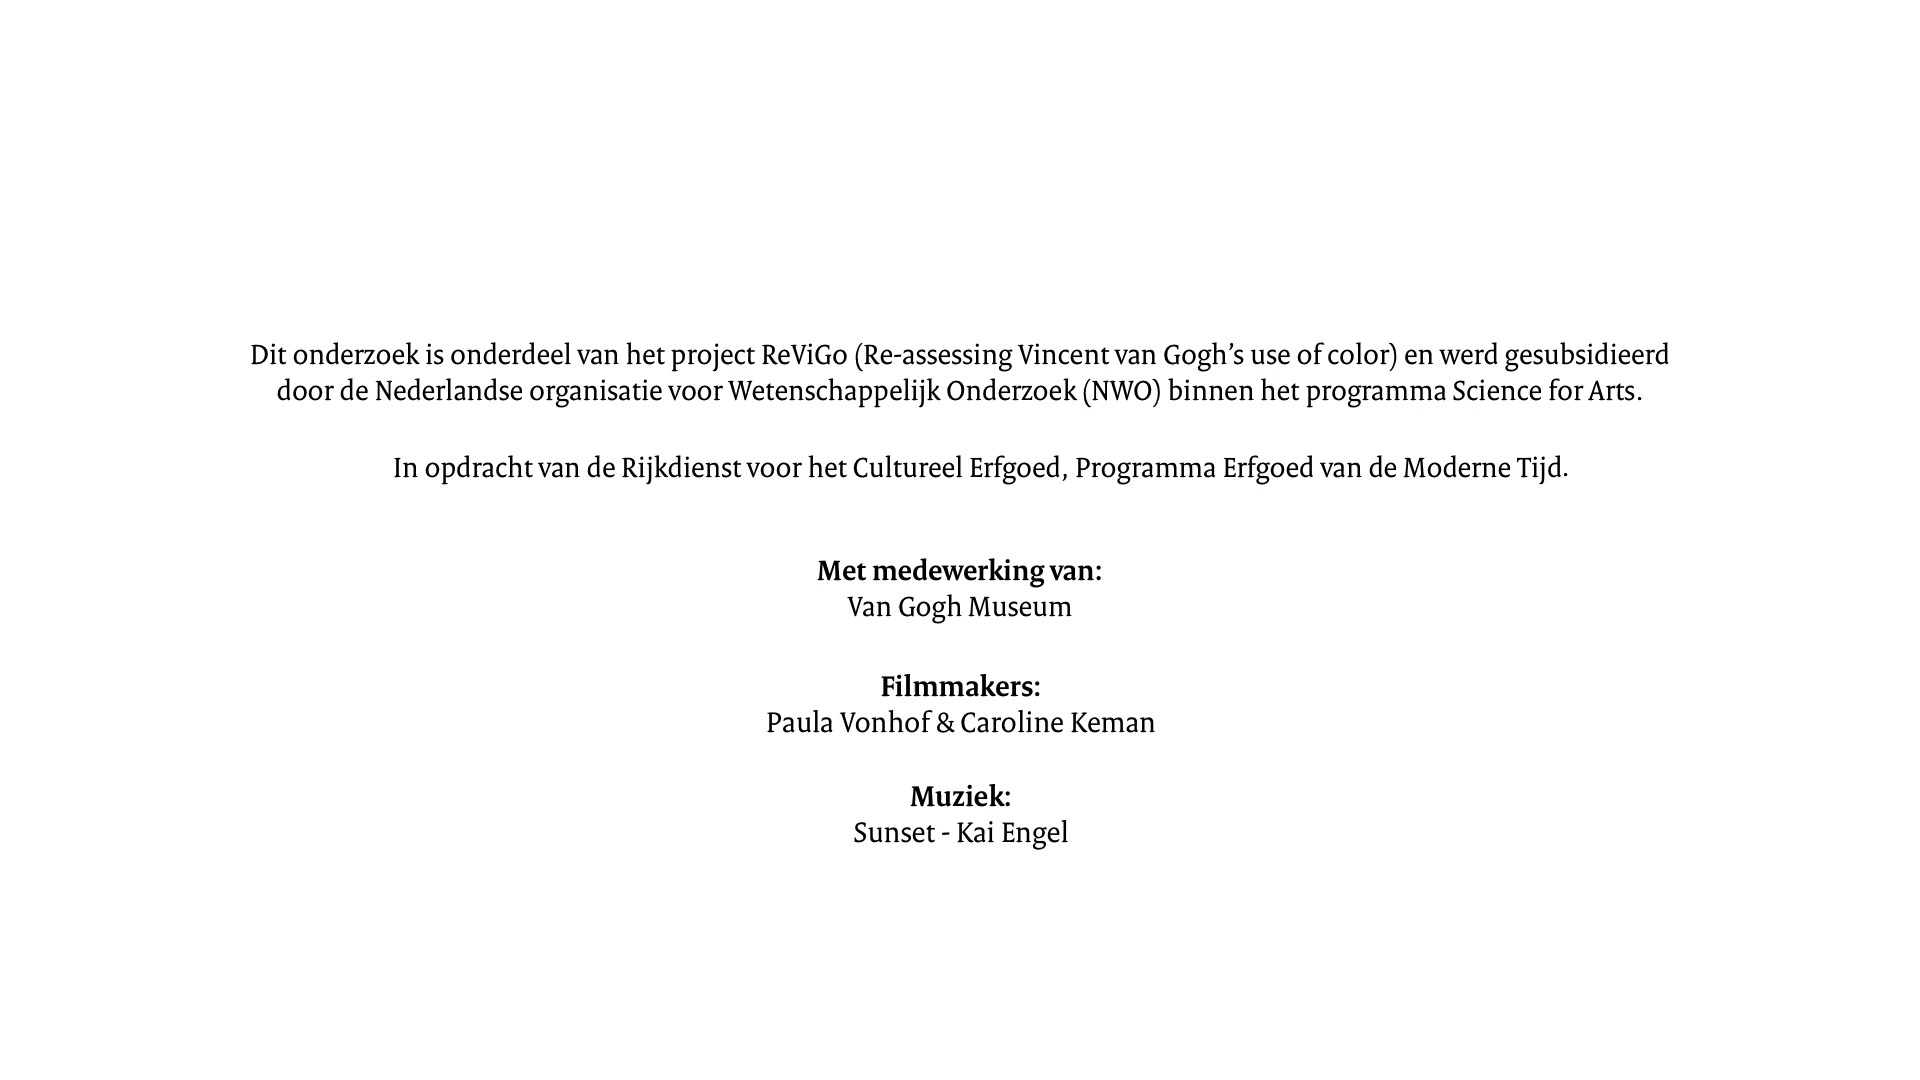 Dit onderzoek is onderdeel van het project ReViGo (Re-assessing Vincent van Gogh’s use of color) en werd gesubsidieerd
door de Nederlandse organisatie voor Wetenschappelijk Onderzoek (NWO) binnen het programma Science for Arts.
In opdracht van de Rijkdienst voor het Cultureel Erfgoed, Programma Erfgoed van de Moderne Tijd.
Met medewerking van:
Van Gogh Museum
Filmmakers:
Paula Vonhof & Caroline Keman
Muziek:
Sunset - Kai Engel